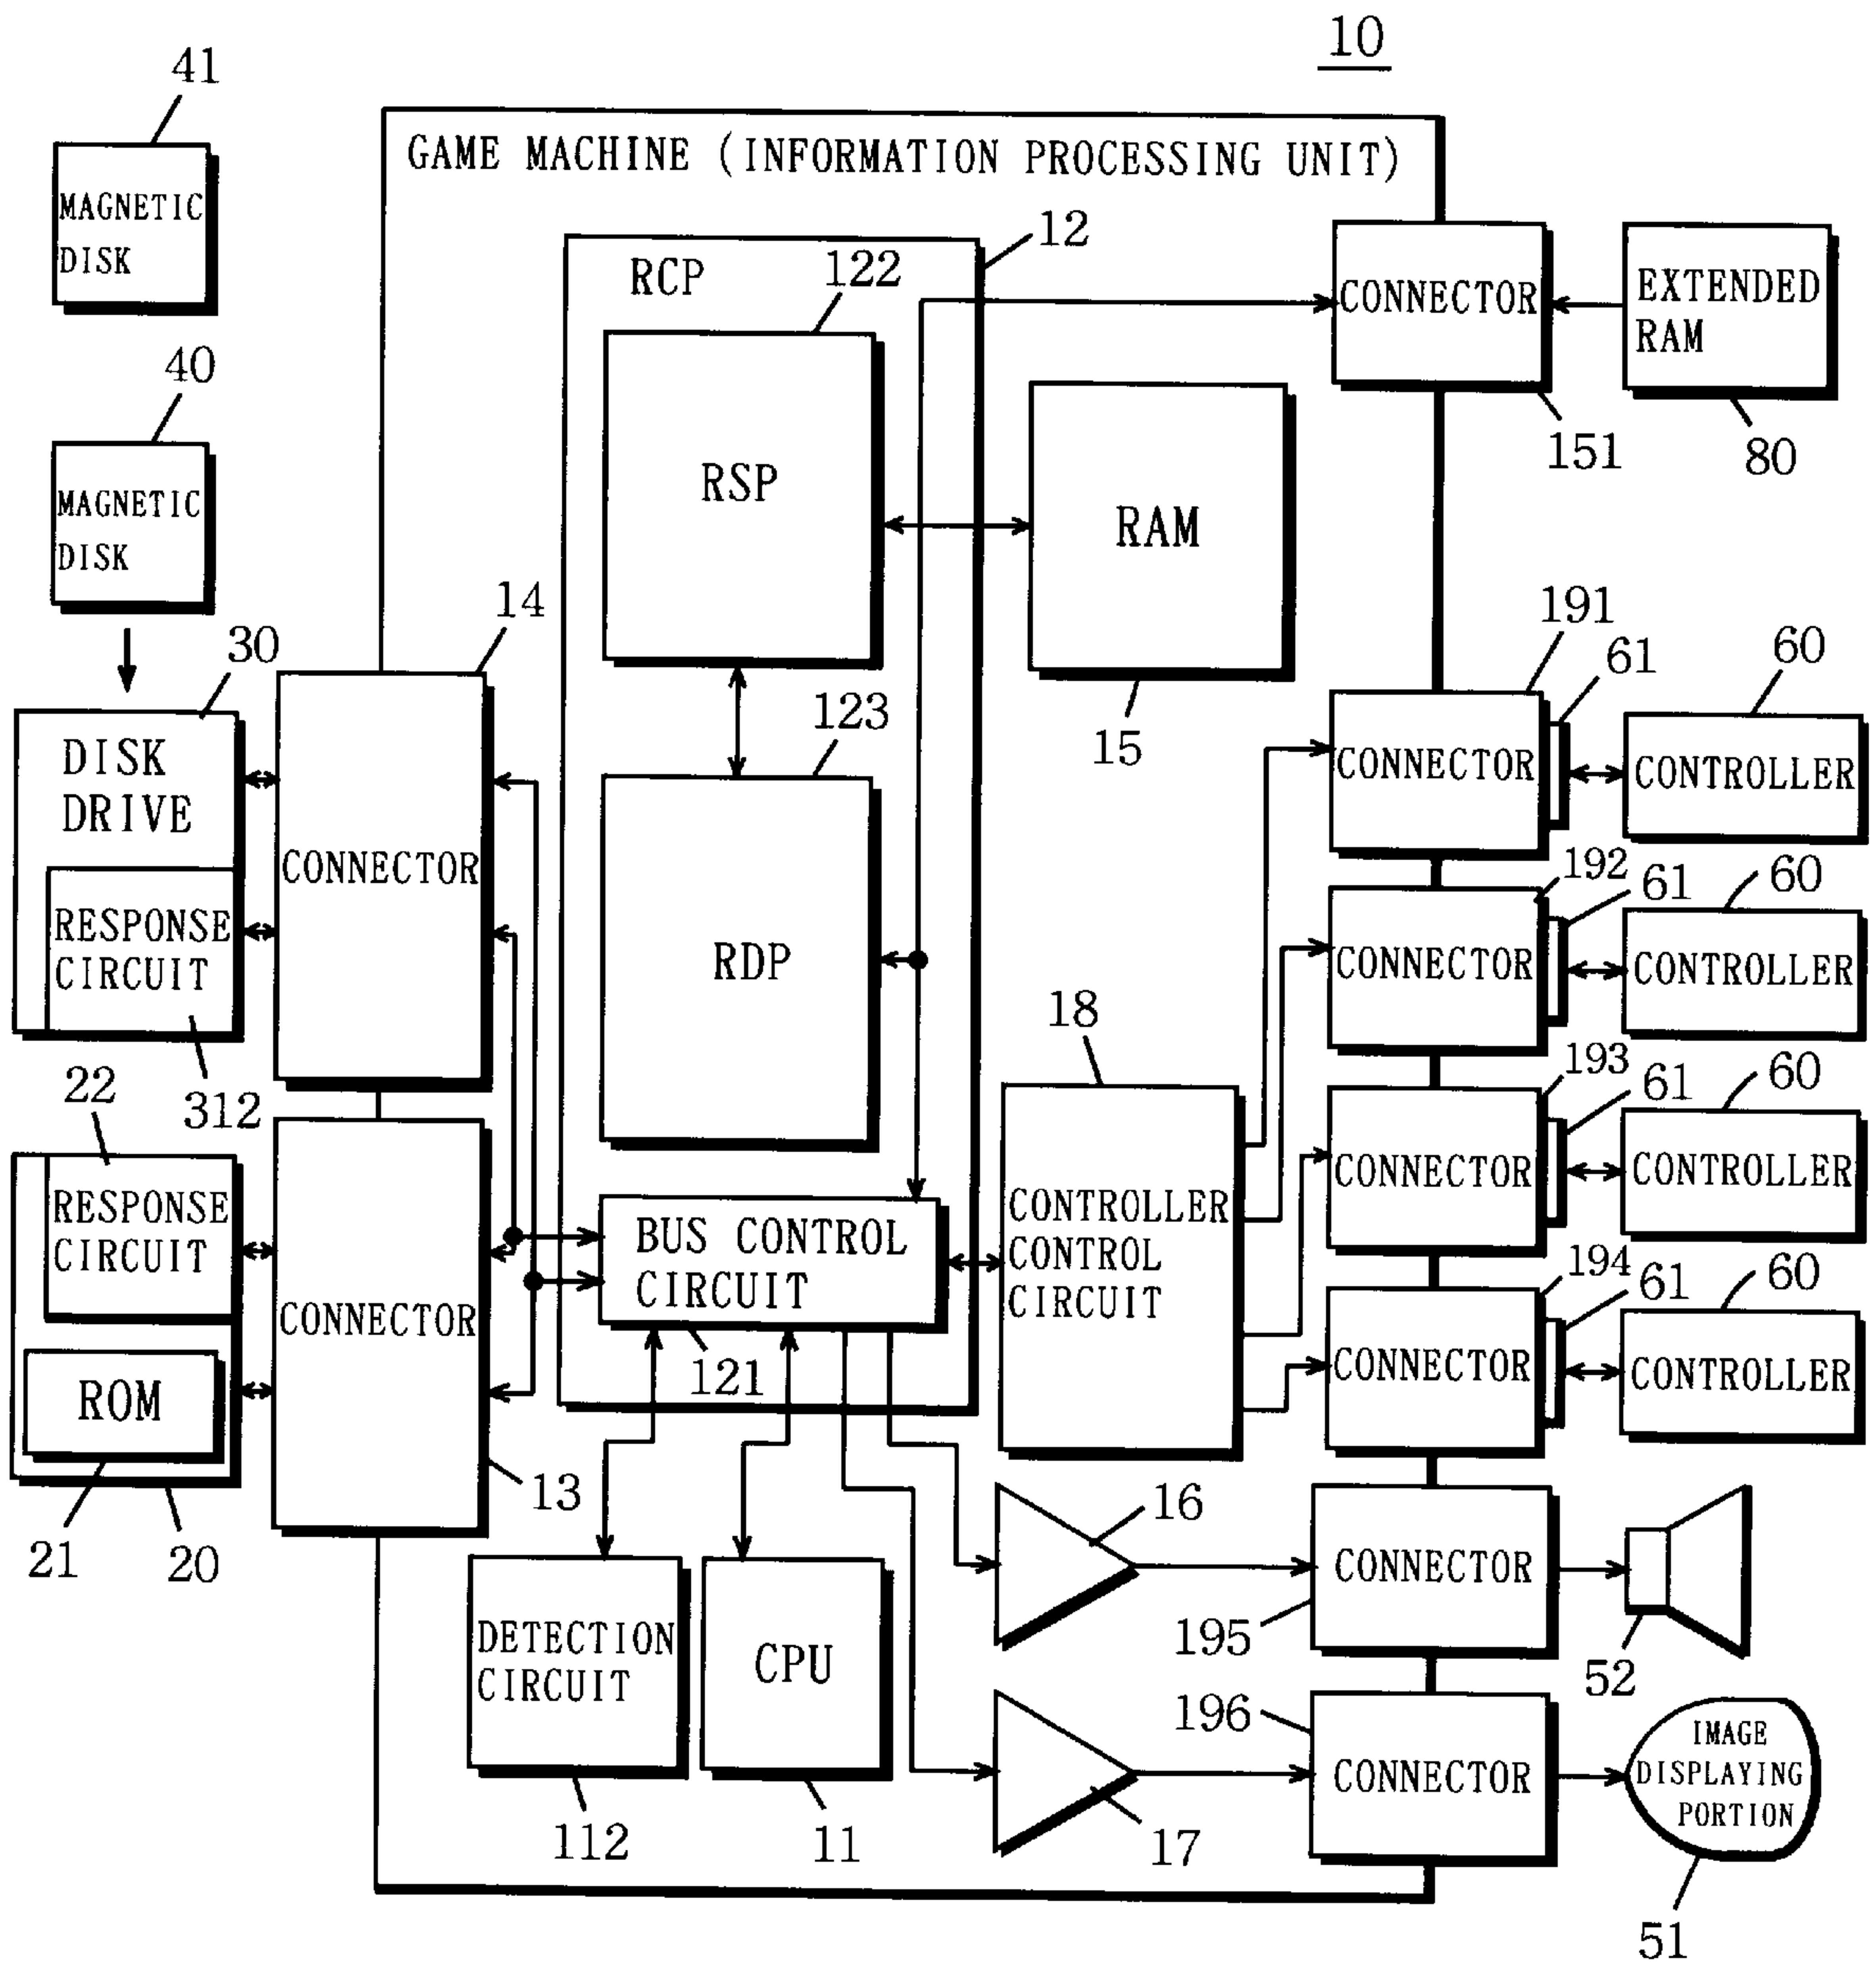 10
41
GAME MACHINE (INFORMATION PROCESSING UNIT)
MAGNETIC
DISK
12
RCP
122
CONNECTOR
EXTENDED
RAM
151
80
40
MAGNETIC
DISK
RSP
RAM
15
14
30
DISK
DRIVE
RESPONSE
CIRCUIT
312
CONNECTOR
123
RDP
191
61
60
CONNECTOR
CONTROLLER
192
61
60
CONNECTOR
CONTROLLER
193
61
60
CONNECTOR
CONTROLLER
194
61
60
CONNECTOR
CONTROLLER
18
CONTROLLER
CONTROL
CIRCUIT
22
RESPONSE
CIRCUIT
ROM
21
20
CONNECTOR
13
BUS CONTROL
CIRCUIT
121
DETECTION
CIRCUIT
112
CPU
11
16
CONNECTOR
195
52
17
196
CONNECTOR
IMAGE
DISPLAYING
PORTION
51